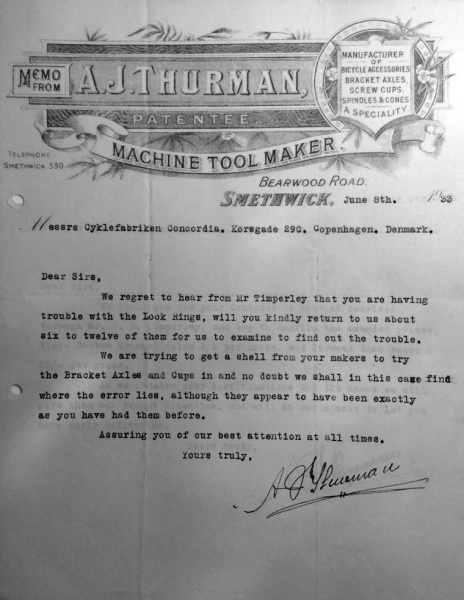 MEMO FROM
A.J. THURMAN,
PATENTEE.
MACHINE TOOL MAKER.
MANUFACTURER
OF
BICYCLE ACCESSORIES,
BRACKET AXLES,
SCREW CUPS,
SPINDLES & CONES
A SPECIALITY.
TELEPHONE
SMETHWICK 330
BEARWOOD ROAD.
SMETHWICK, June 8th. 1933
Messrs Cyklefabriken Concordia. Korsgade 29C. Copenhagen. Denmark.
Dear Sirs,
We regret to hear from Mr Timperley that you are having
trouble with the Lock Rings, will you kindly return to us about
six to twelve of them for us to examine to find out the trouble.
We are trying to get a shell from your makers to try
the Bracket Axles and Cups in and no doubt we shall in this case find
where the error lies, although they appear to have been exactly
as you have had them before.
Assuring you of our best attention at all times.
Yours truly,
A J Thurman